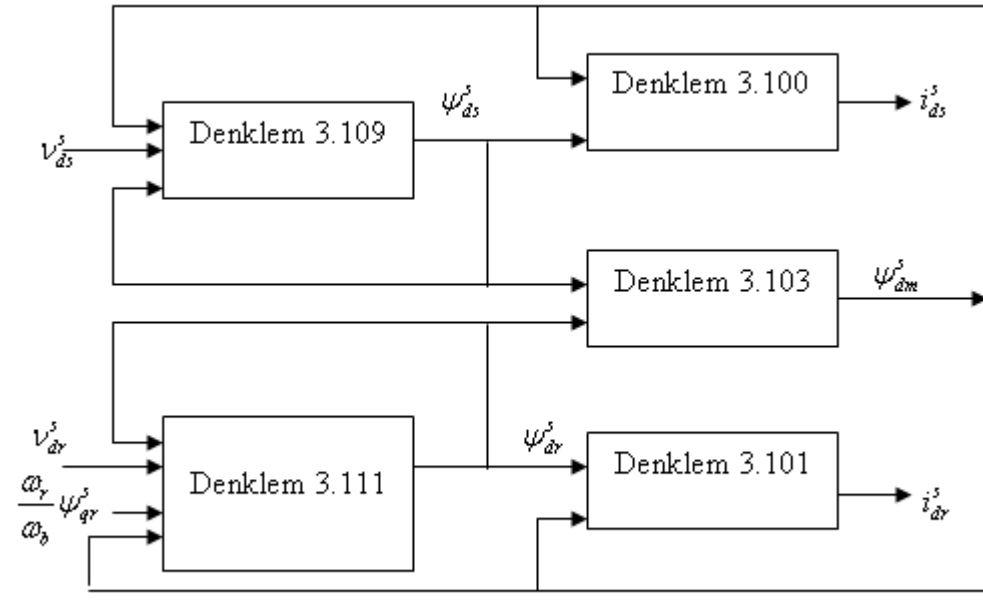 Denklem 3.100
ψ^s_ds
i^s_ds
Denklem 3.109
v^s_ds
Denklem 3.103
ψ^s_dm
v^s_dr
ψ^s_dr
Denklem 3.101
ω_r/ω_b ψ^s_qr
Denklem 3.111
i^s_dr